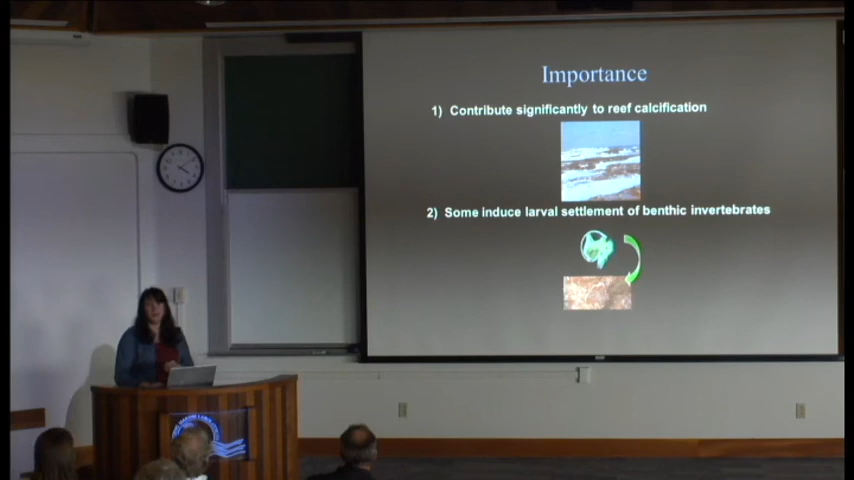 Importance
1) Contribute significantly to reef calcification
2) Some induce larval settlement of benthic invertebrates